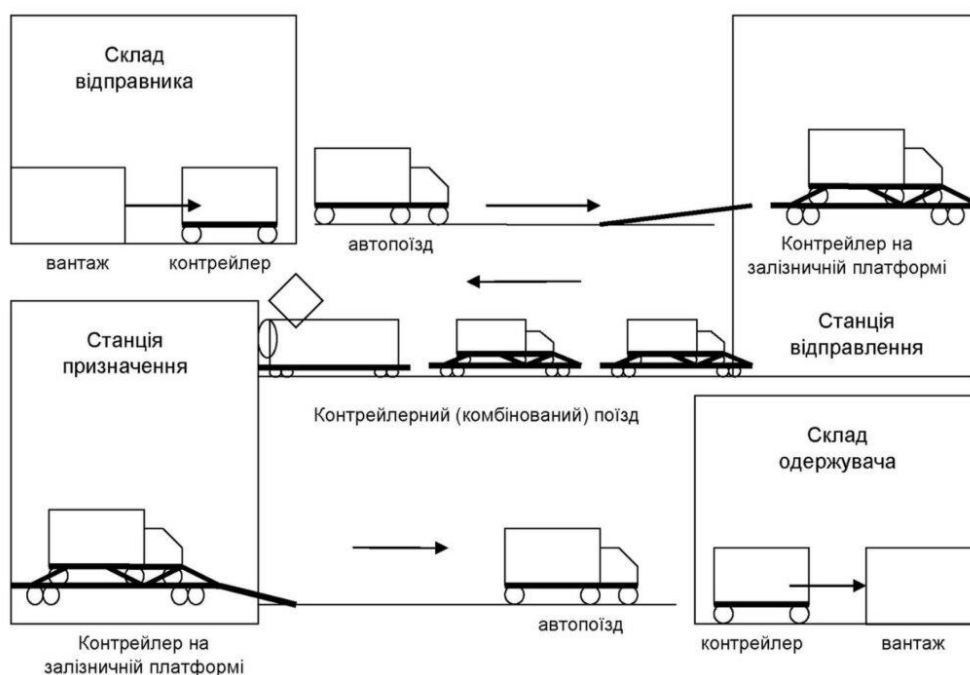 Склад
відправника
вантаж
контрейлер
автопоїзд
Контрейлер на
залізничній платформі
Станція
призначення
Станція
відправлення
Контрейлерний (комбінований) поїзд
Склад
одержувача
Контрейлер на
залізничній платформі
автопоїзд
контрейлер
вантаж